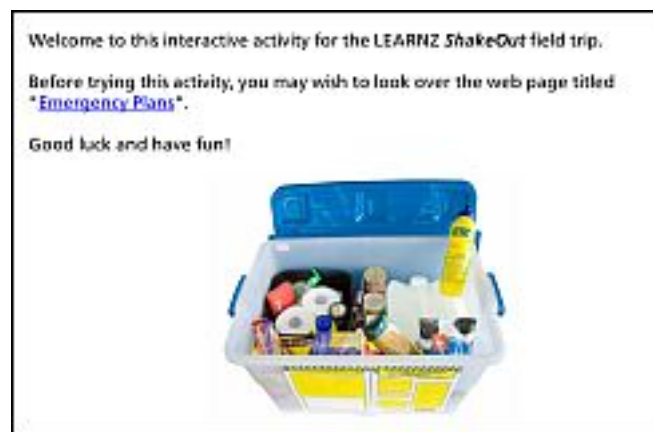 Welcome to this interactive activity for the LEARNZ ShakeOut field trip.
Before trying this activity, you may wish to look over the web page titled
"Emergency Plans".
Good luck and have fun!